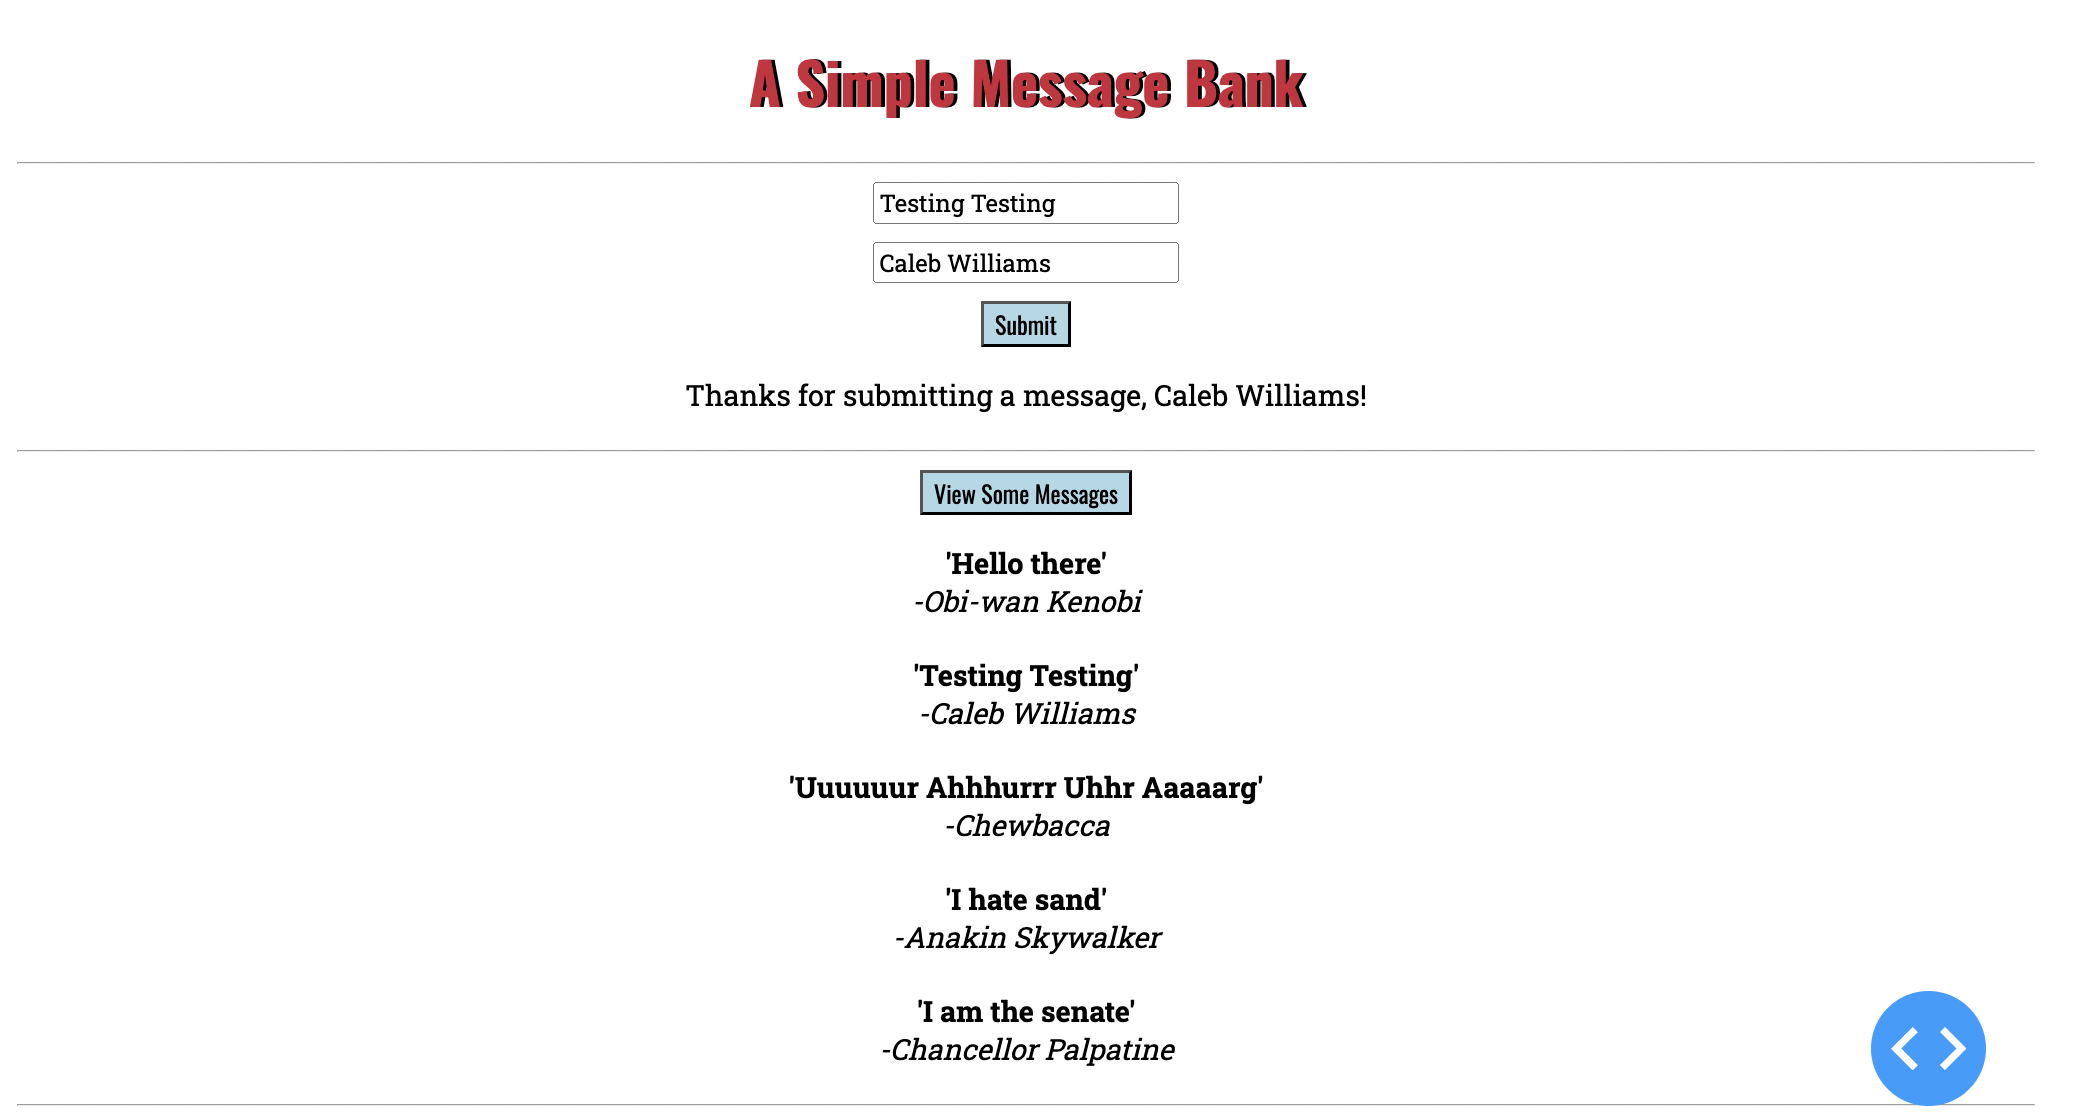 A Simple Message Bank
Testing Testing
Caleb Williams
Submit
Thanks for submitting a message, Caleb Williams!
View Some Messages
'Hello there'
-Obi-wan Kenobi
'Testing Testing'
-Caleb Williams
'Uuuuuur Ahhhurrr Uhhr Aaaaarg'
-Chewbacca
'I hate sand'
-Anakin Skywalker
'I am the senate'
-Chancellor Palpatine